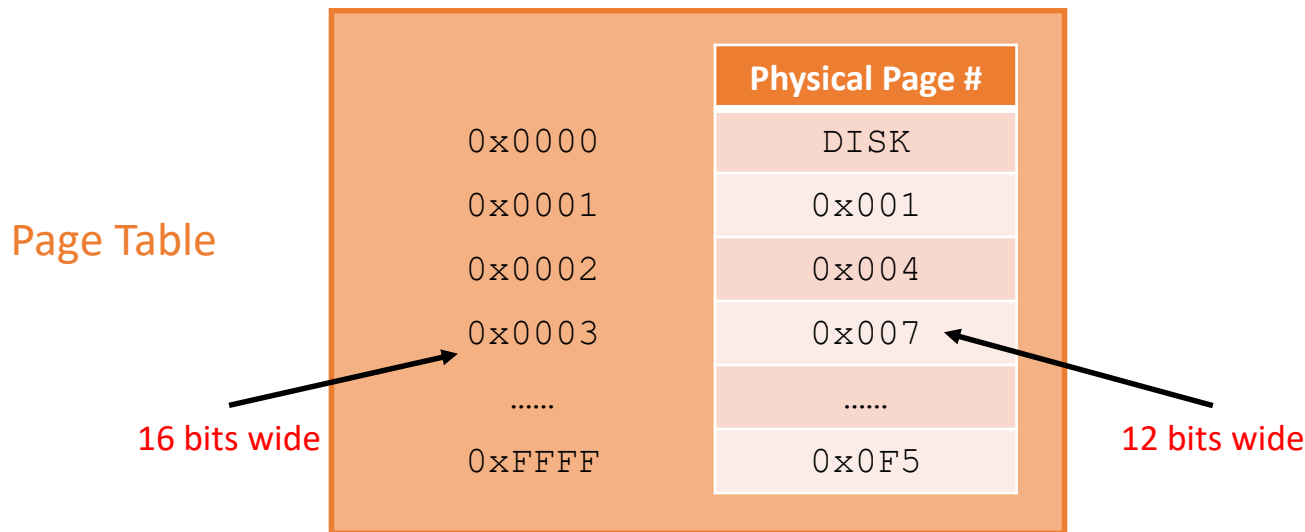 Physical Page #
0x0000 DISK
0x0001 0x001
Page Table
0x0002 0x004
0x0003 0x007
…… ……
16 bits wide
12 bits wide
0xFFFF 0x0F5